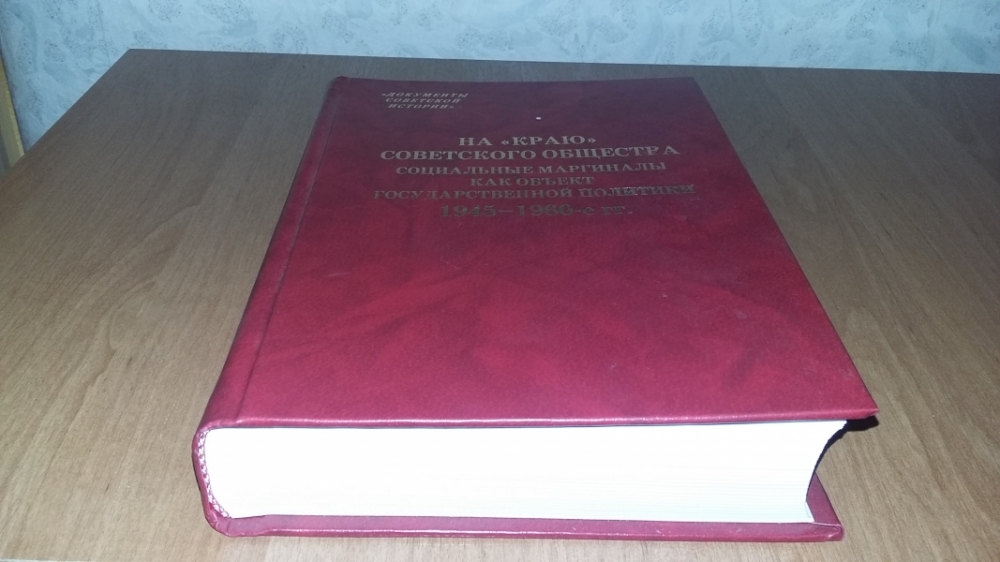 «ДОКУМЕНТЫ
СОВЕТСКОЙ
ИСТОРИИ»
НА «КРАЮ»
СОВЕТСКОГО ОБЩЕСТВА
СОЦИАЛЬНЫЕ МАРГИНАЛЫ
КАК ОБЪЕКТ
ГОСУДАРСТВЕННОЙ ПОЛИТИКИ
1945–1960-е гг.